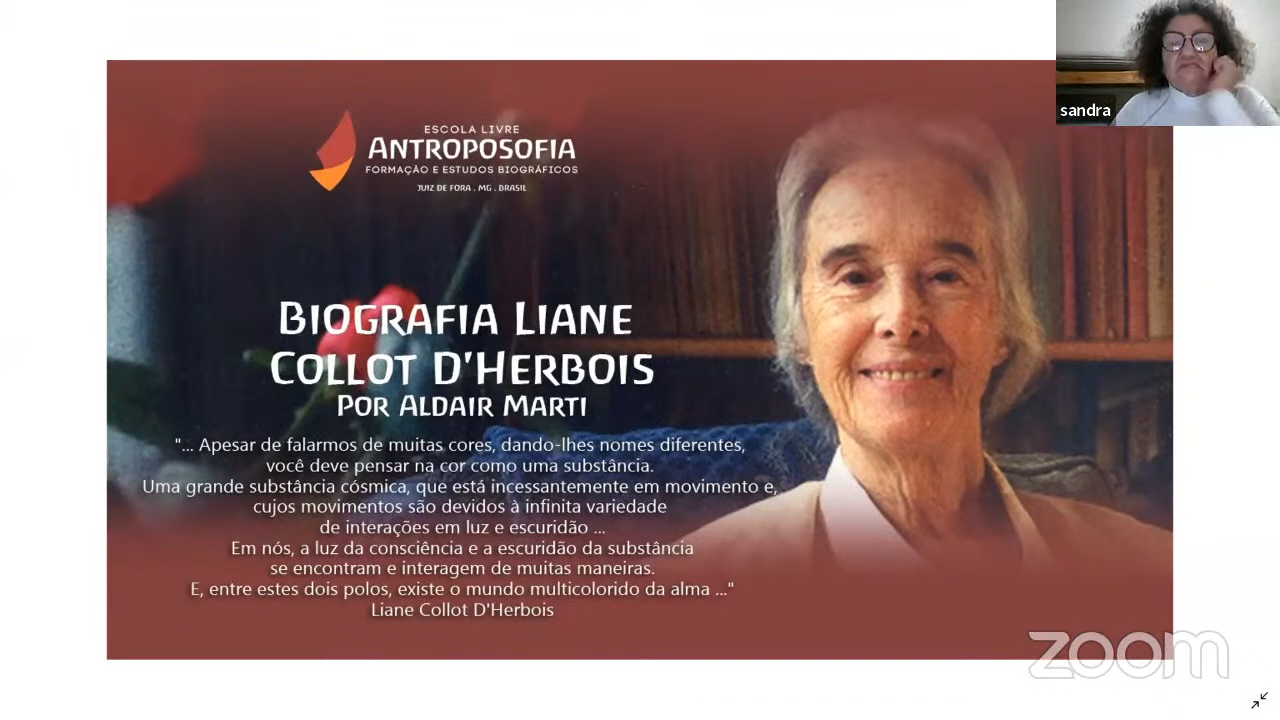 sandra
ESCOLA LIVRE
ANTROPOSOFIA
FORMAÇÃO E ESTUDOS BIOGRÁFICOS
JUIZ DE FORA . MG . BRASIL
BIOGRAFIA LIANE
COLLOT D'HERBOIS
POR ALDAIR MARTI
"... Apesar de falarmos de muitas cores, dando-lhes nomes diferentes,
você deve pensar na cor como uma substância.
Uma grande substância cósmica, que está incessantemente em movimento e,
cujos movimentos são devidos à infinita variedade
de interações em luz e escuridão ...
Em nós, a luz da consciência e a escuridão da substância
se encontram e interagem de muitas maneiras.
E, entre estes dois polos, existe o mundo multicolorido da alma ..."
Liane Collot D'Herbois
zoom